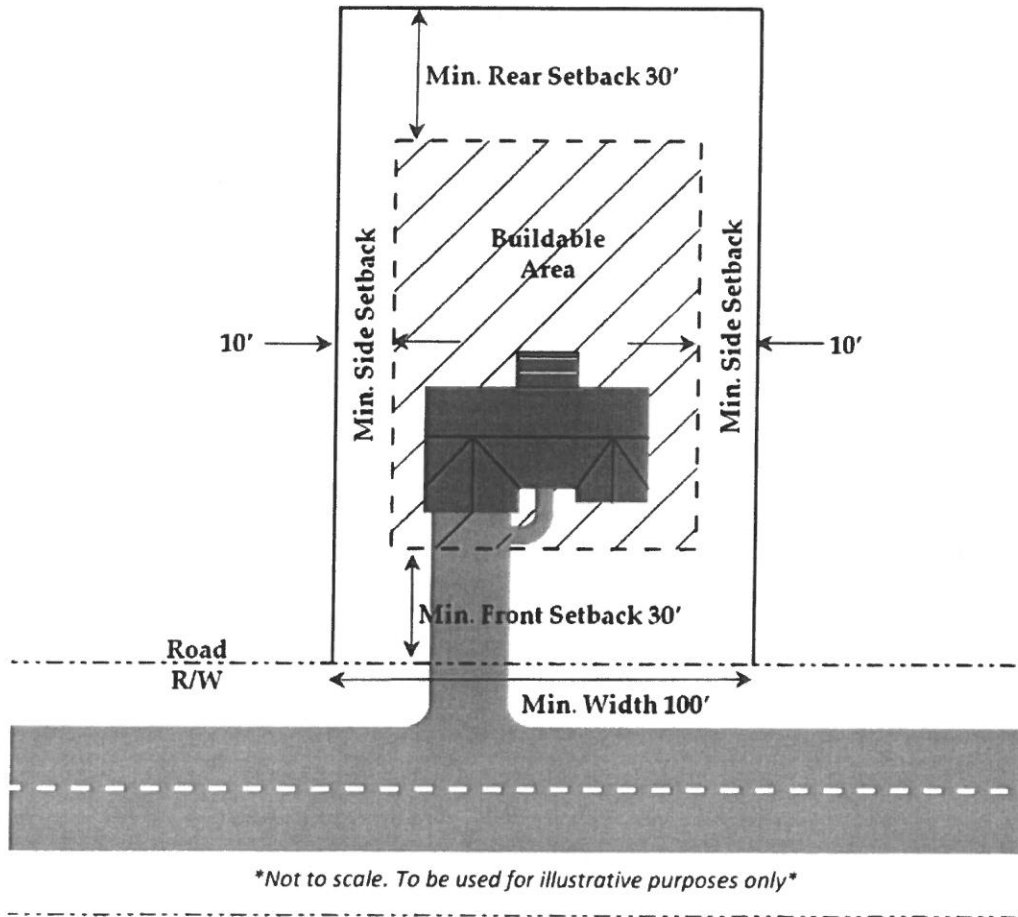 Min. Rear Setback 30'
Buildable
Area
Min. Side Setback
Min. Side Setback
10'
10'
Min. Front Setback 30'
Road
R/W
Min. Width 100'
*Not to scale. To be used for illustrative purposes only*